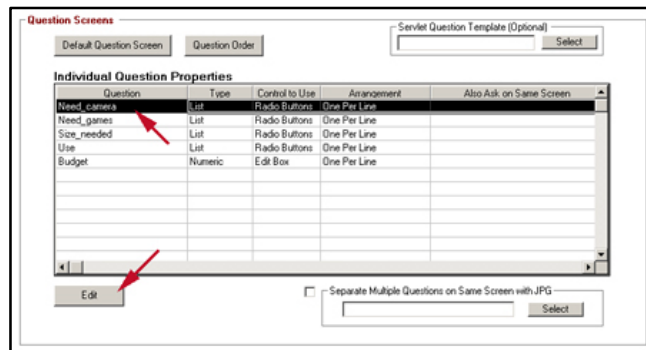 Question Screens
Servlet Question Template (Optional)
Default Question Screen Question Order Select
Individual Question Properties
Question Type Control to Use Arrangement Also Ask on Same Screen
Need_camera List Radio Buttons One Per Line
Need_games List Radio Buttons One Per Line
Size_needed List Radio Buttons One Per Line
Use List Radio Buttons One Per Line
Budget Numeric Edit Box One Per Line
Edit Separate Multiple Questions on Same Screen with JPG
Select